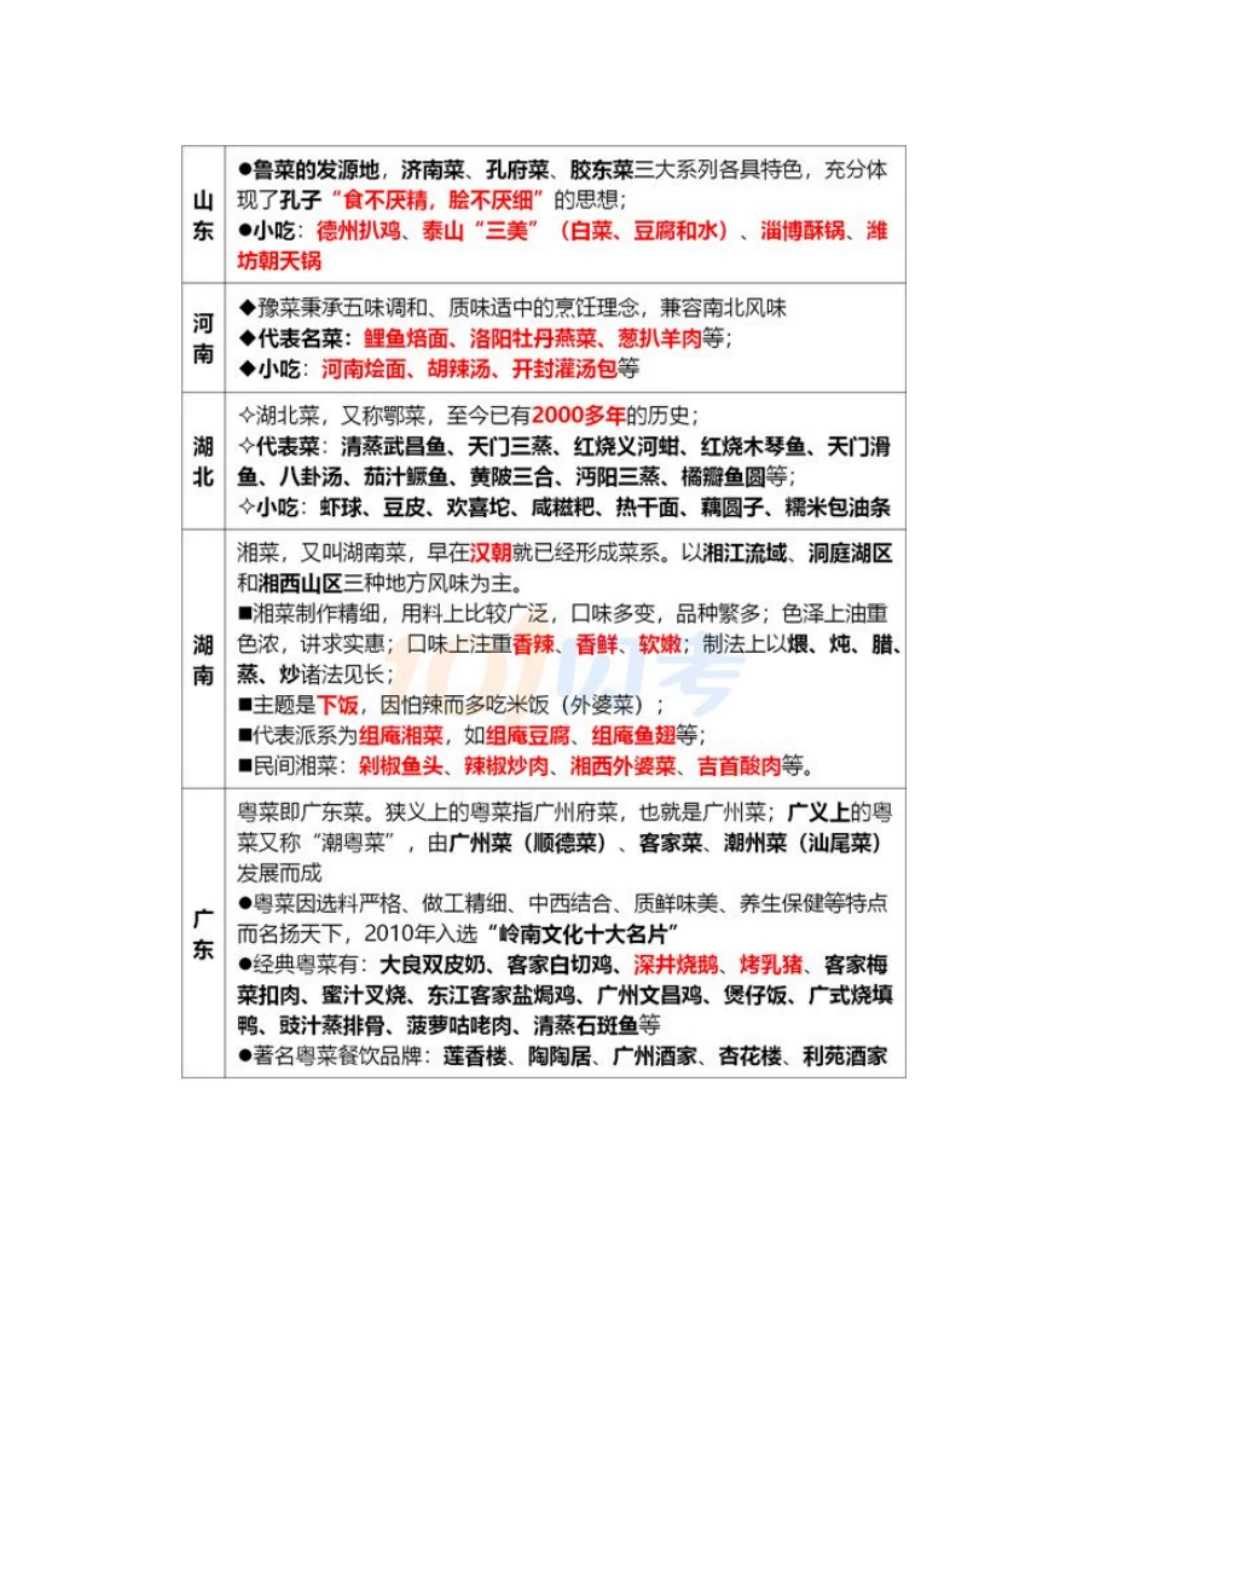 山东
●鲁菜的发源地，济南菜、孔府菜、胶东菜三大系列各具特色，充分体
现了孔子“食不厌精，脍不厌细”的思想；
●小吃：德州扒鸡、泰山“三美”（白菜、豆腐和水）、淄博酥锅、潍
坊朝天锅
河南
◆豫菜秉承五味调和、质味适中的烹饪理念，兼容南北风味
◆代表名菜：鲤鱼焙面、洛阳牡丹燕菜、葱扒羊肉等；
◆小吃：河南烩面、胡辣汤、开封灌汤包等
湖北
✧湖北菜，又称鄂菜，至今已有2000多年的历史；
✧代表菜：清蒸武昌鱼、天门三蒸、红烧义河蚶、红烧木琴鱼、天门滑
鱼、八卦汤、茄汁鳜鱼、黄陂三合、沔阳三蒸、橘瓣鱼圆等；
✧小吃：虾球、豆皮、欢喜坨、咸糍粑、热干面、藕圆子、糯米包油条
湖南
湘菜，又叫湖南菜，早在汉朝就已经形成菜系。以湘江流域、洞庭湖区
和湘西山区三种地方风味为主。
■湘菜制作精细，用料上比较广泛，口味多变，品种繁多；色泽上油重
色浓，讲求实惠；口味上注重香辣、香鲜、软嫩；制法上以煨、炖、腊、
蒸、炒诸法见长；
■主题是下饭，因怕辣而多吃米饭（外婆菜）；
■代表派系为组庵湘菜，如组庵豆腐、组庵鱼翅等；
■民间湘菜：剁椒鱼头、辣椒炒肉、湘西外婆菜、吉首酸肉等。
广东
粤菜即广东菜。狭义上的粤菜指广州府菜，也就是广州菜；广义上的粤
菜又称“潮粤菜”，由广州菜（顺德菜）、客家菜、潮州菜（汕尾菜）
发展而成
●粤菜因选料严格、做工精细、中西结合、质鲜味美、养生保健等特点
而名扬天下，2010年入选“岭南文化十大名片”
●经典粤菜有：大良双皮奶、客家白切鸡、深井烧鹅、烤乳猪、客家梅
菜扣肉、蜜汁叉烧、东江客家盐焗鸡、广州文昌鸡、煲仔饭、广式烧填
鸭、豉汁蒸排骨、菠萝咕咾肉、清蒸石斑鱼等
●著名粤菜餐饮品牌：莲香楼、陶陶居、广州酒家、杏花楼、利苑酒家